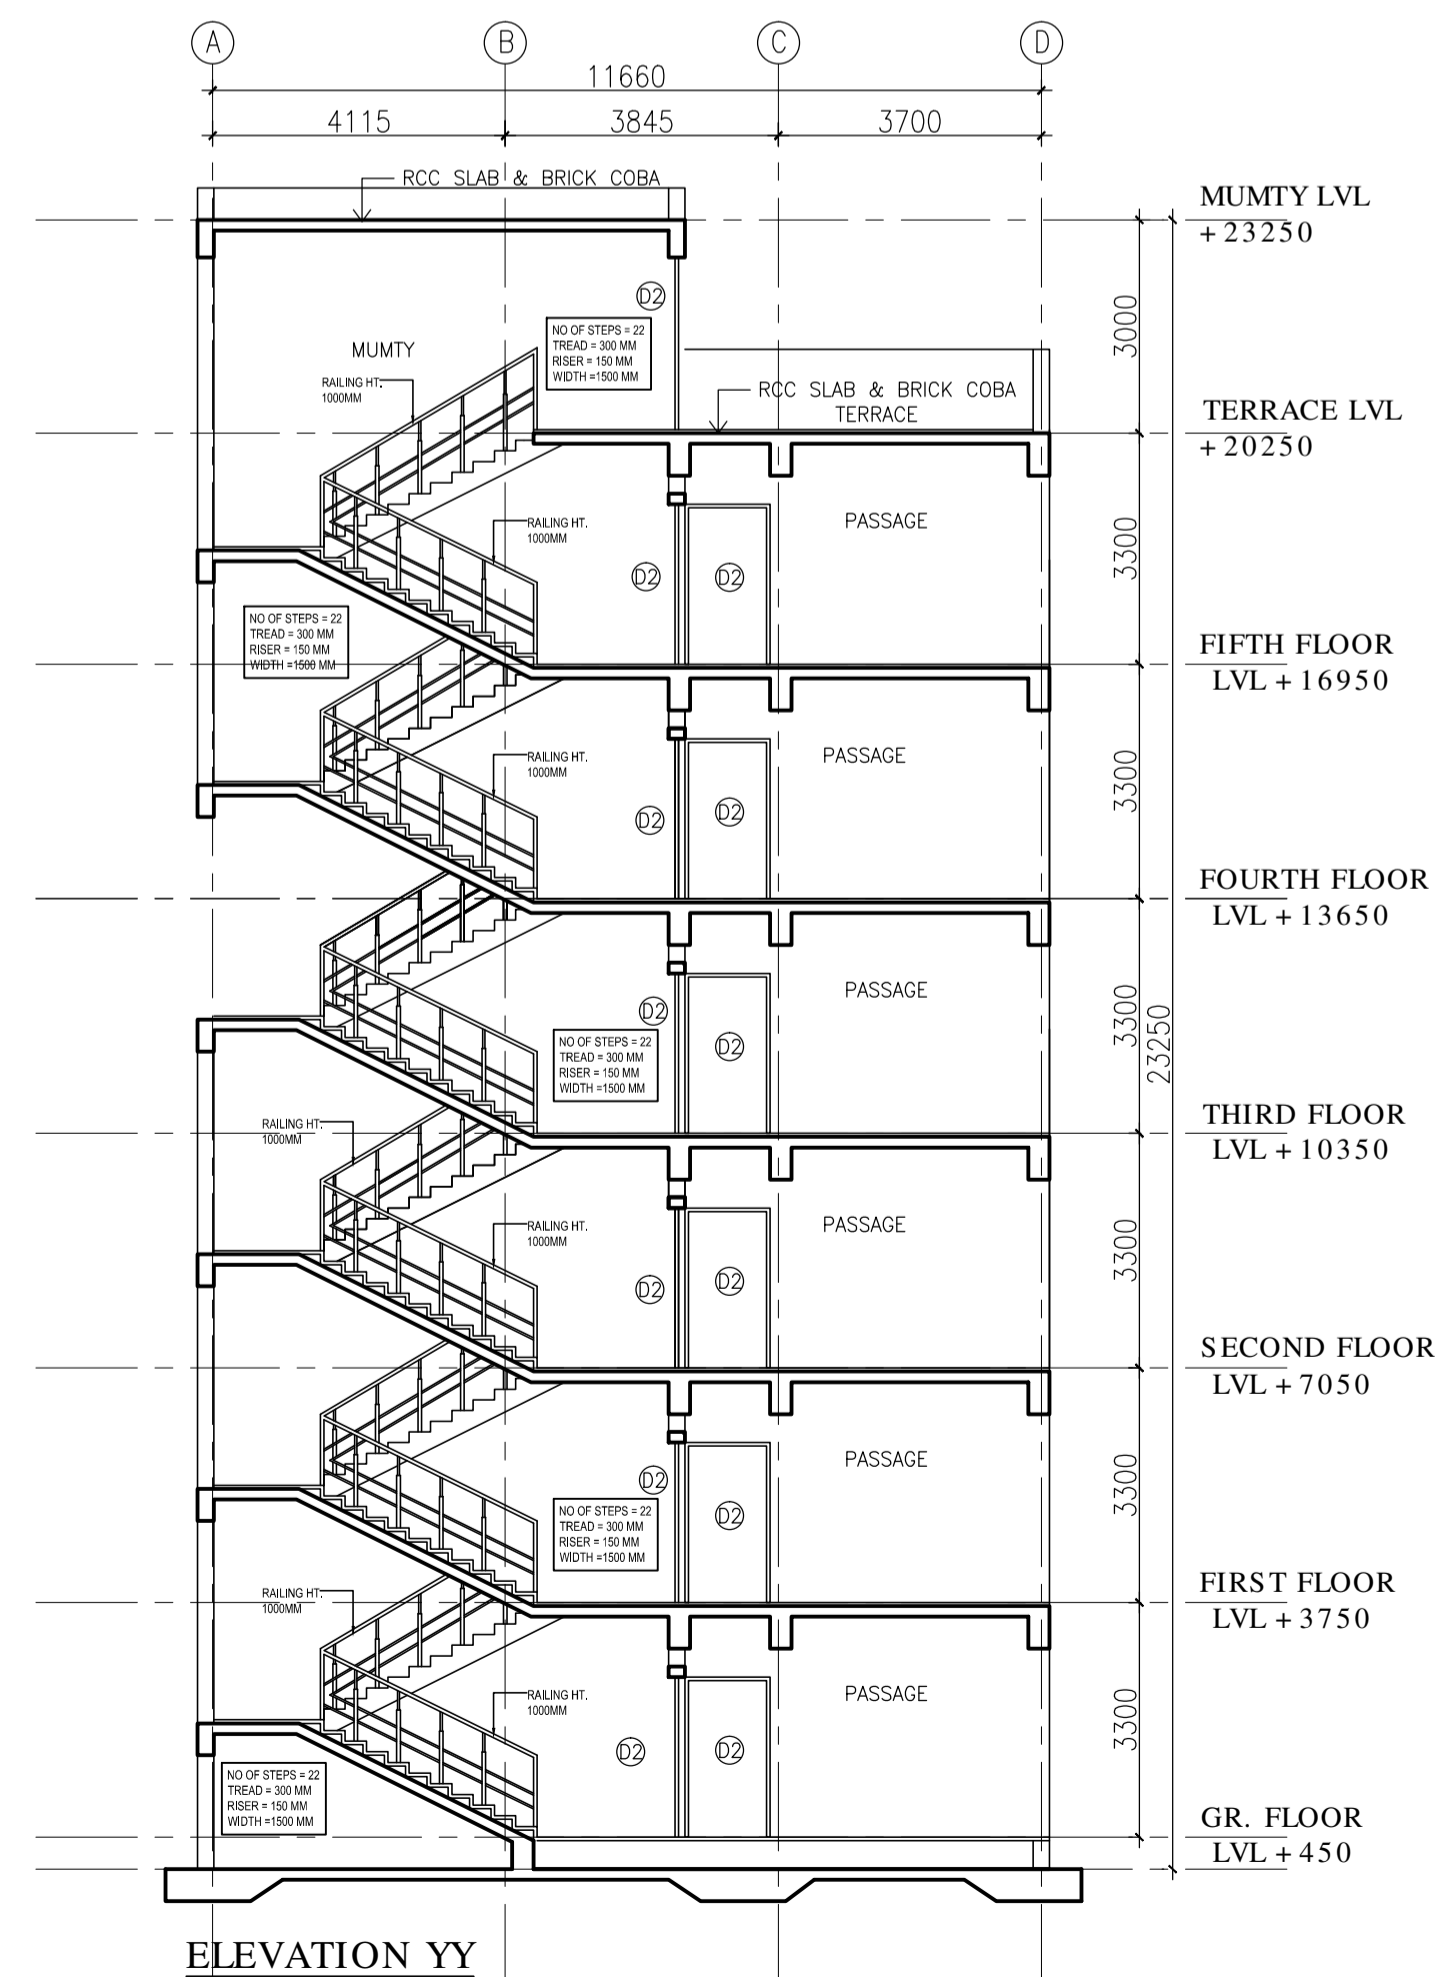 A B C D
11660
4115 3845 3700
RCC SLAB & BRICK COBA
MUMTY LVL
+23250
D2
3000
NO OF STEPS = 22
TREAD = 300 MM
RISER = 150 MM
WIDTH =1500 MM
MUMTY
RAILING HT.
1000MM
RCC SLAB & BRICK COBA
TERRACE
TERRACE LVL
+20250
RAILING HT.
1000MM
PASSAGE
3300
D2 D2
NO OF STEPS = 22
TREAD = 300 MM
RISER = 150 MM
WIDTH =1500 MM
FIFTH FLOOR
LVL +16950
RAILING HT.
1000MM
PASSAGE
3300
D2 D2
FOURTH FLOOR
LVL +13650
PASSAGE
3300
23250
D2 D2
NO OF STEPS = 22
TREAD = 300 MM
RISER = 150 MM
WIDTH =1500 MM
RAILING HT.
1000MM
THIRD FLOOR
LVL +10350
RAILING HT.
1000MM
PASSAGE
3300
D2 D2
SECOND FLOOR
LVL +7050
PASSAGE
3300
D2 D2
NO OF STEPS = 22
TREAD = 300 MM
RISER = 150 MM
WIDTH =1500 MM
RAILING HT.
1000MM
FIRST FLOOR
LVL +3750
RAILING HT.
1000MM
PASSAGE
3300
D2 D2
NO OF STEPS = 22
TREAD = 300 MM
RISER = 150 MM
WIDTH =1500 MM
GR. FLOOR
LVL +450
ELEVATION YY